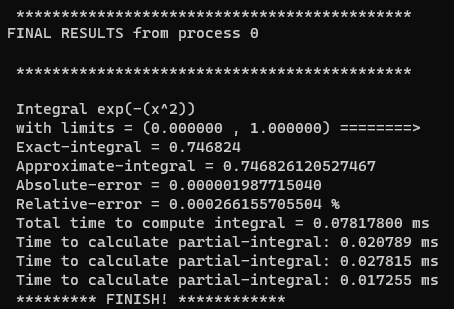 ********************************************
FINAL RESULTS from process 0
********************************************
Integral exp(-(x^2))
with limits = (0.000000 , 1.000000) ========>
Exact-integral = 0.746824
Approximate-integral = 0.746826120527467
Absolute-error = 0.000001987715040
Relative-error = 0.000266155705504 %
Total time to compute integral = 0.07817800 ms
Time to calculate partial-integral: 0.020789 ms
Time to calculate partial-integral: 0.027815 ms
Time to calculate partial-integral: 0.017255 ms
********* FINISH! ************